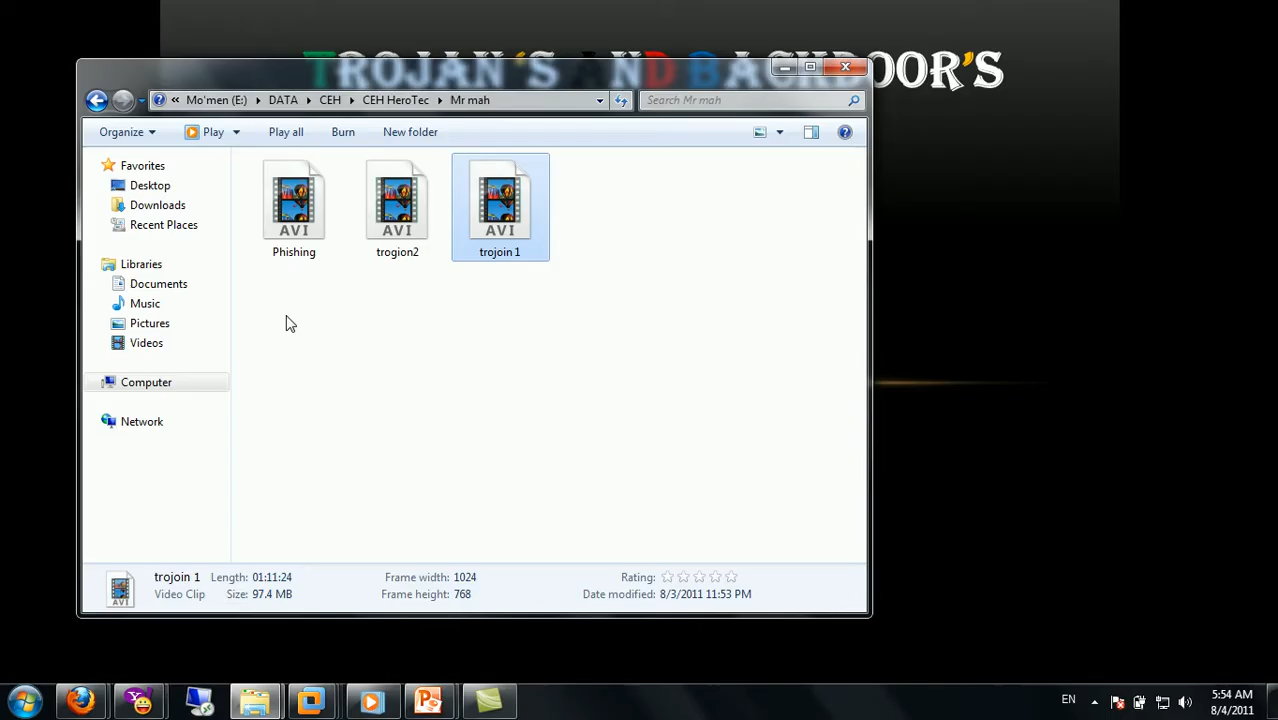 TROJAN'S AND BACKDOOR'S
« Mo'men (E:) DATA CEH CEH HeroTec Mr mah
Search Mr mah
Organize Play Play all Burn New folder
Favorites
Desktop
Downloads
Recent Places
Libraries
Documents
Music
Pictures
Videos
Computer
Network
AVI AVI AVI
Phishing trogion2 trojoin 1
AVI
trojoin 1 Length: 01:11:24 Frame width: 1024 Rating:
Video Clip Size: 97.4 MB Frame height: 768 Date modified: 8/3/2011 11:53 PM
EN
5:54 AM
8/4/2011